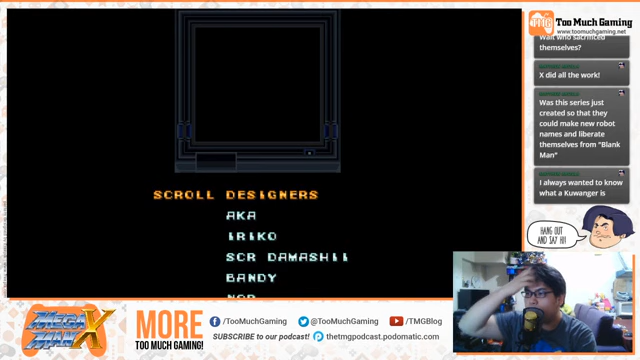 TMG
Too Much Gaming
www.toomuchgaming.net
Wait who sacrificed
themselves?
X did all the work!
Was this series just
created so that they
could make new robot
names and liberate
themselves from "Blank
Man"
I always wanted to know
what a Kuwanger is
SCROLL DESIGNERS
AKA
IRIKO
SCR DAMASHII
BANDY
HANG OUT
AND SAY HI!
MEGA
MAN X
MORE
TOO MUCH GAMING!
/TooMuchGaming
@TooMuchGaming
/TMGBlog
SUBSCRIBE to our podcast!
thetmgpodcast.podomatic.com